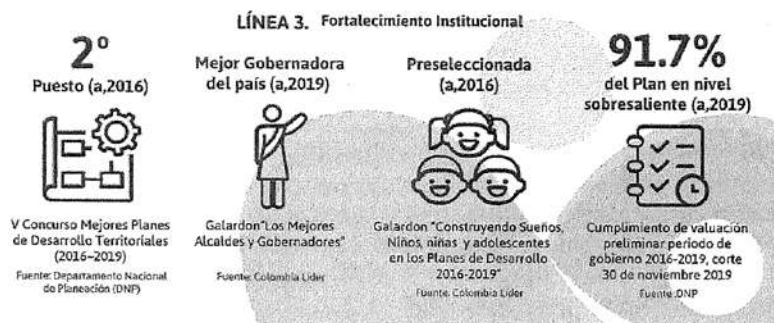 LÍNEA 3. Fortalecimiento Institucional
2º
Puesto (a,2016)
V Concurso Mejores Planes
de Desarrollo Territoriales
(2016-2019)
Fuente: Departamento Nacional
de Planeación (DNP)
Mejor Gobernadora
del país (a,2019)
Galardon"Los Mejores
Alcaldes y Gobernadores"
Fuente: Colombia Lider
Preseleccionada
(a,2016)
Galardon "Construyendo Sueños,
Niños, niñas y adolescentes
en los Planes de Desarrollo
2016-2019"
Fuente: Colombia Lider
91.7%
del Plan en nivel
sobresaliente (a,2019)
Cumplimiento de valuación
preliminar periodo de
gobierno 2016-2019, corte
30 de noviembre 2019
Fuente :DNP